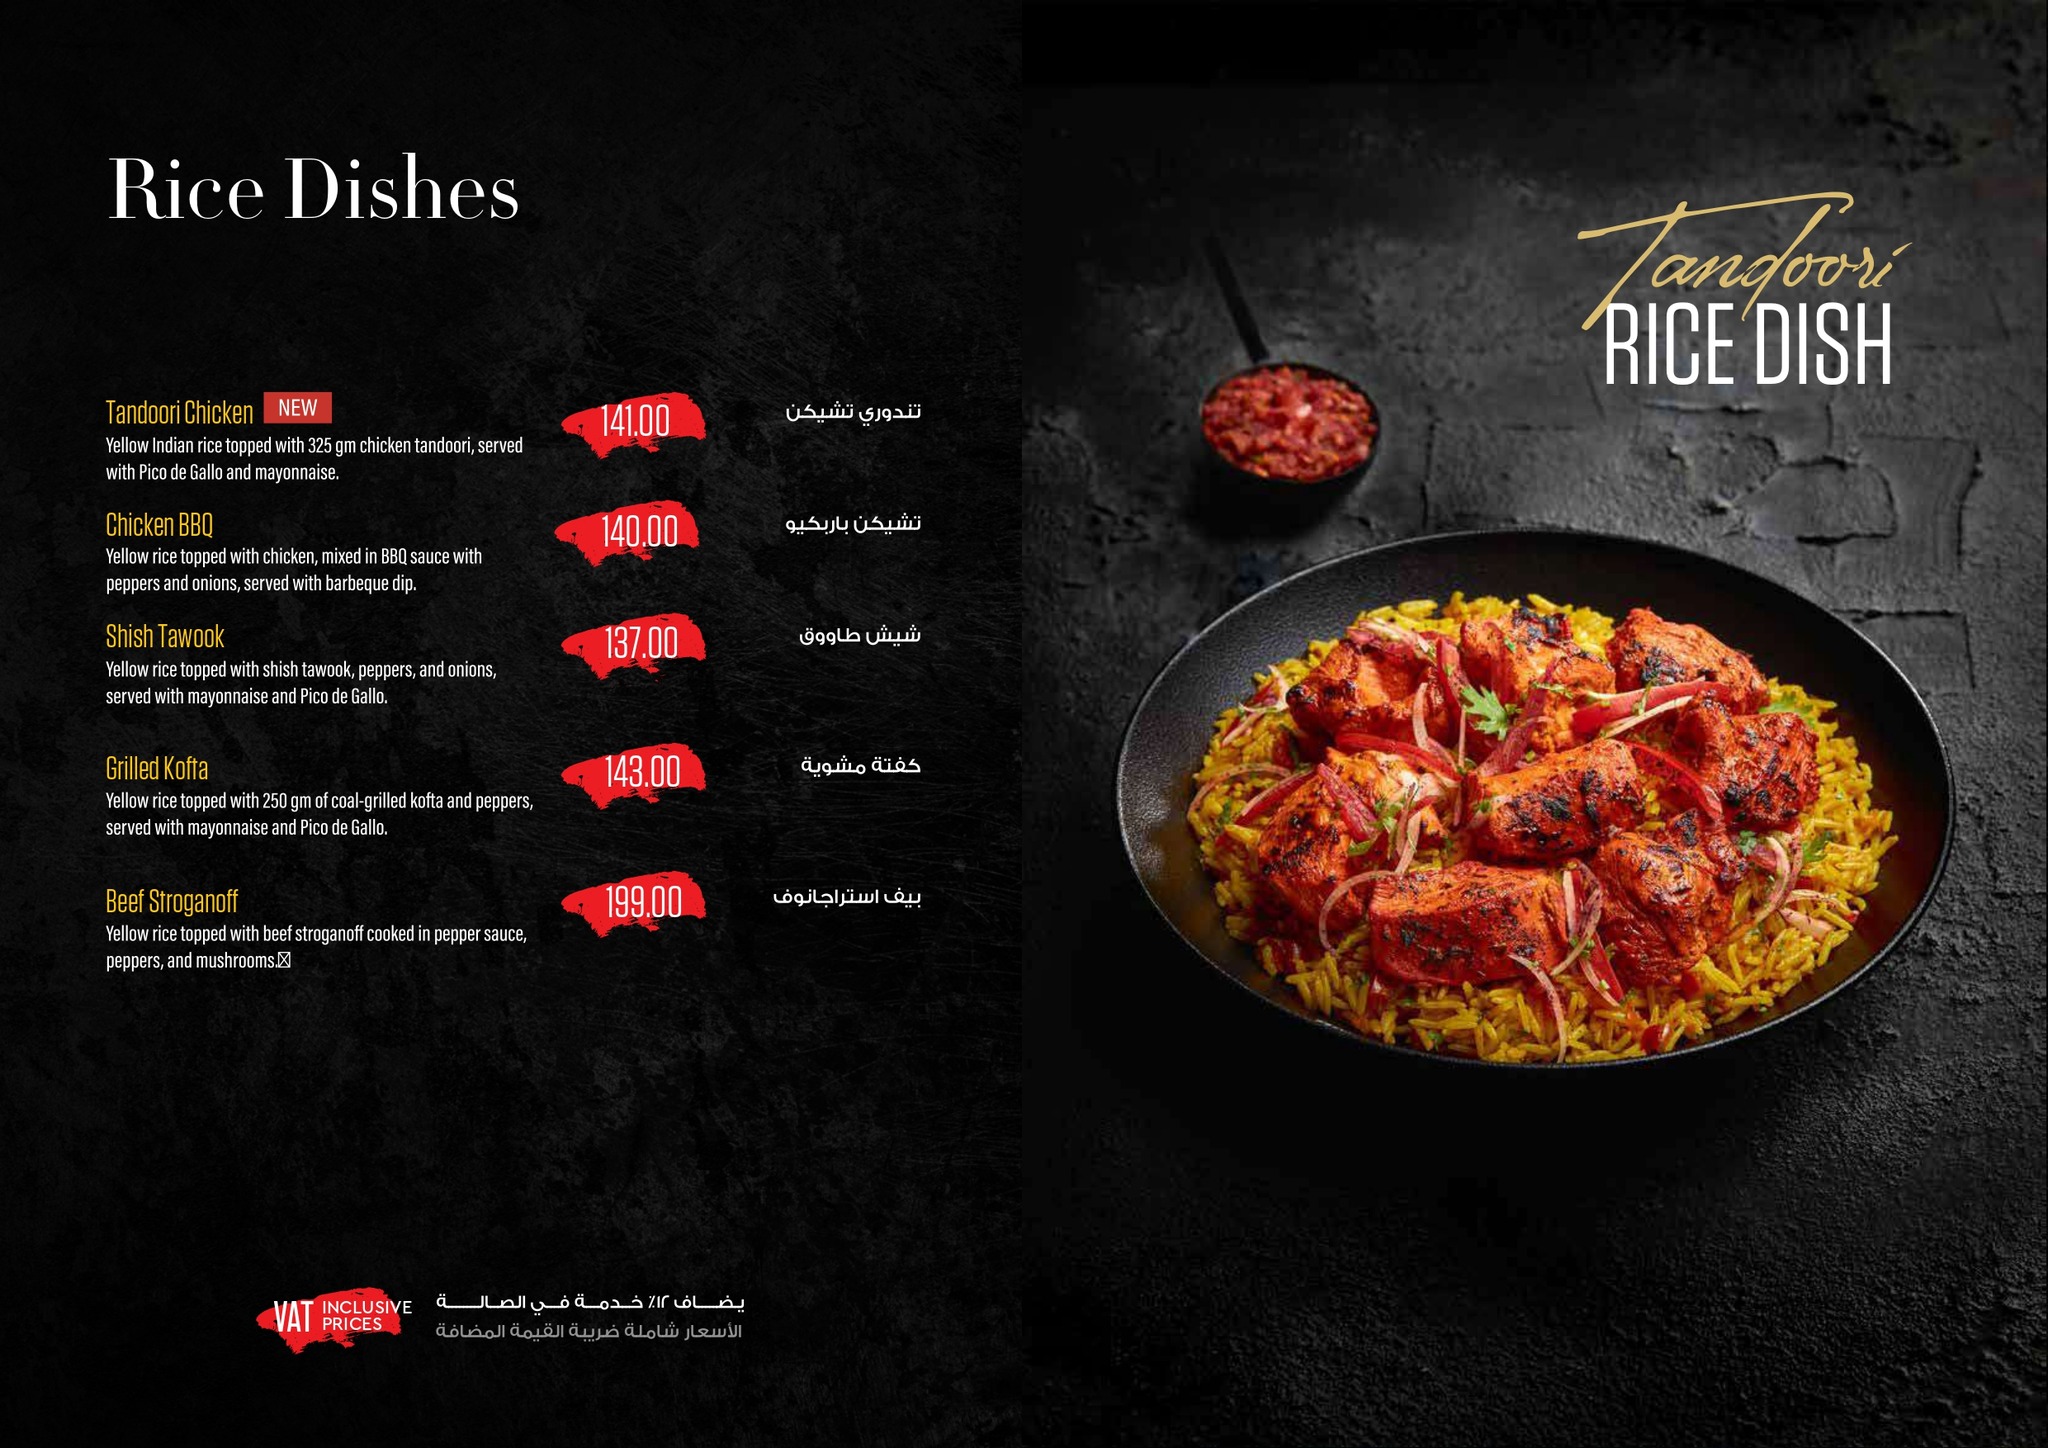 Rice Dishes
Tandoori Chicken NEW 141.00 تندوري تشيكن
Yellow Indian rice topped with 325 gm chicken tandoori, served
with Pico de Gallo and mayonnaise.
Chicken BBQ 140.00 تشيكن باربكيو
Yellow rice topped with chicken, mixed in BBQ sauce with
peppers and onions, served with barbeque dip.
Shish Tawook 137.00 شيش طاووق
Yellow rice topped with shish tawook, peppers, and onions,
served with mayonnaise and Pico de Gallo.
Grilled Kofta 143.00 كفتة مشوية
Yellow rice topped with 250 gm of coal-grilled kofta and peppers,
served with mayonnaise and Pico de Gallo.
Beef Stroganoff 199.00 بيف استراجانوف
Yellow rice topped with beef stroganoff cooked in pepper sauce,
peppers, and mushrooms.
VAT INCLUSIVE
PRICES
يضاف ١٢٪ خدمة في الصالة
الأسعار شاملة ضريبة القيمة المضافة
Tandoori
RICE DISH